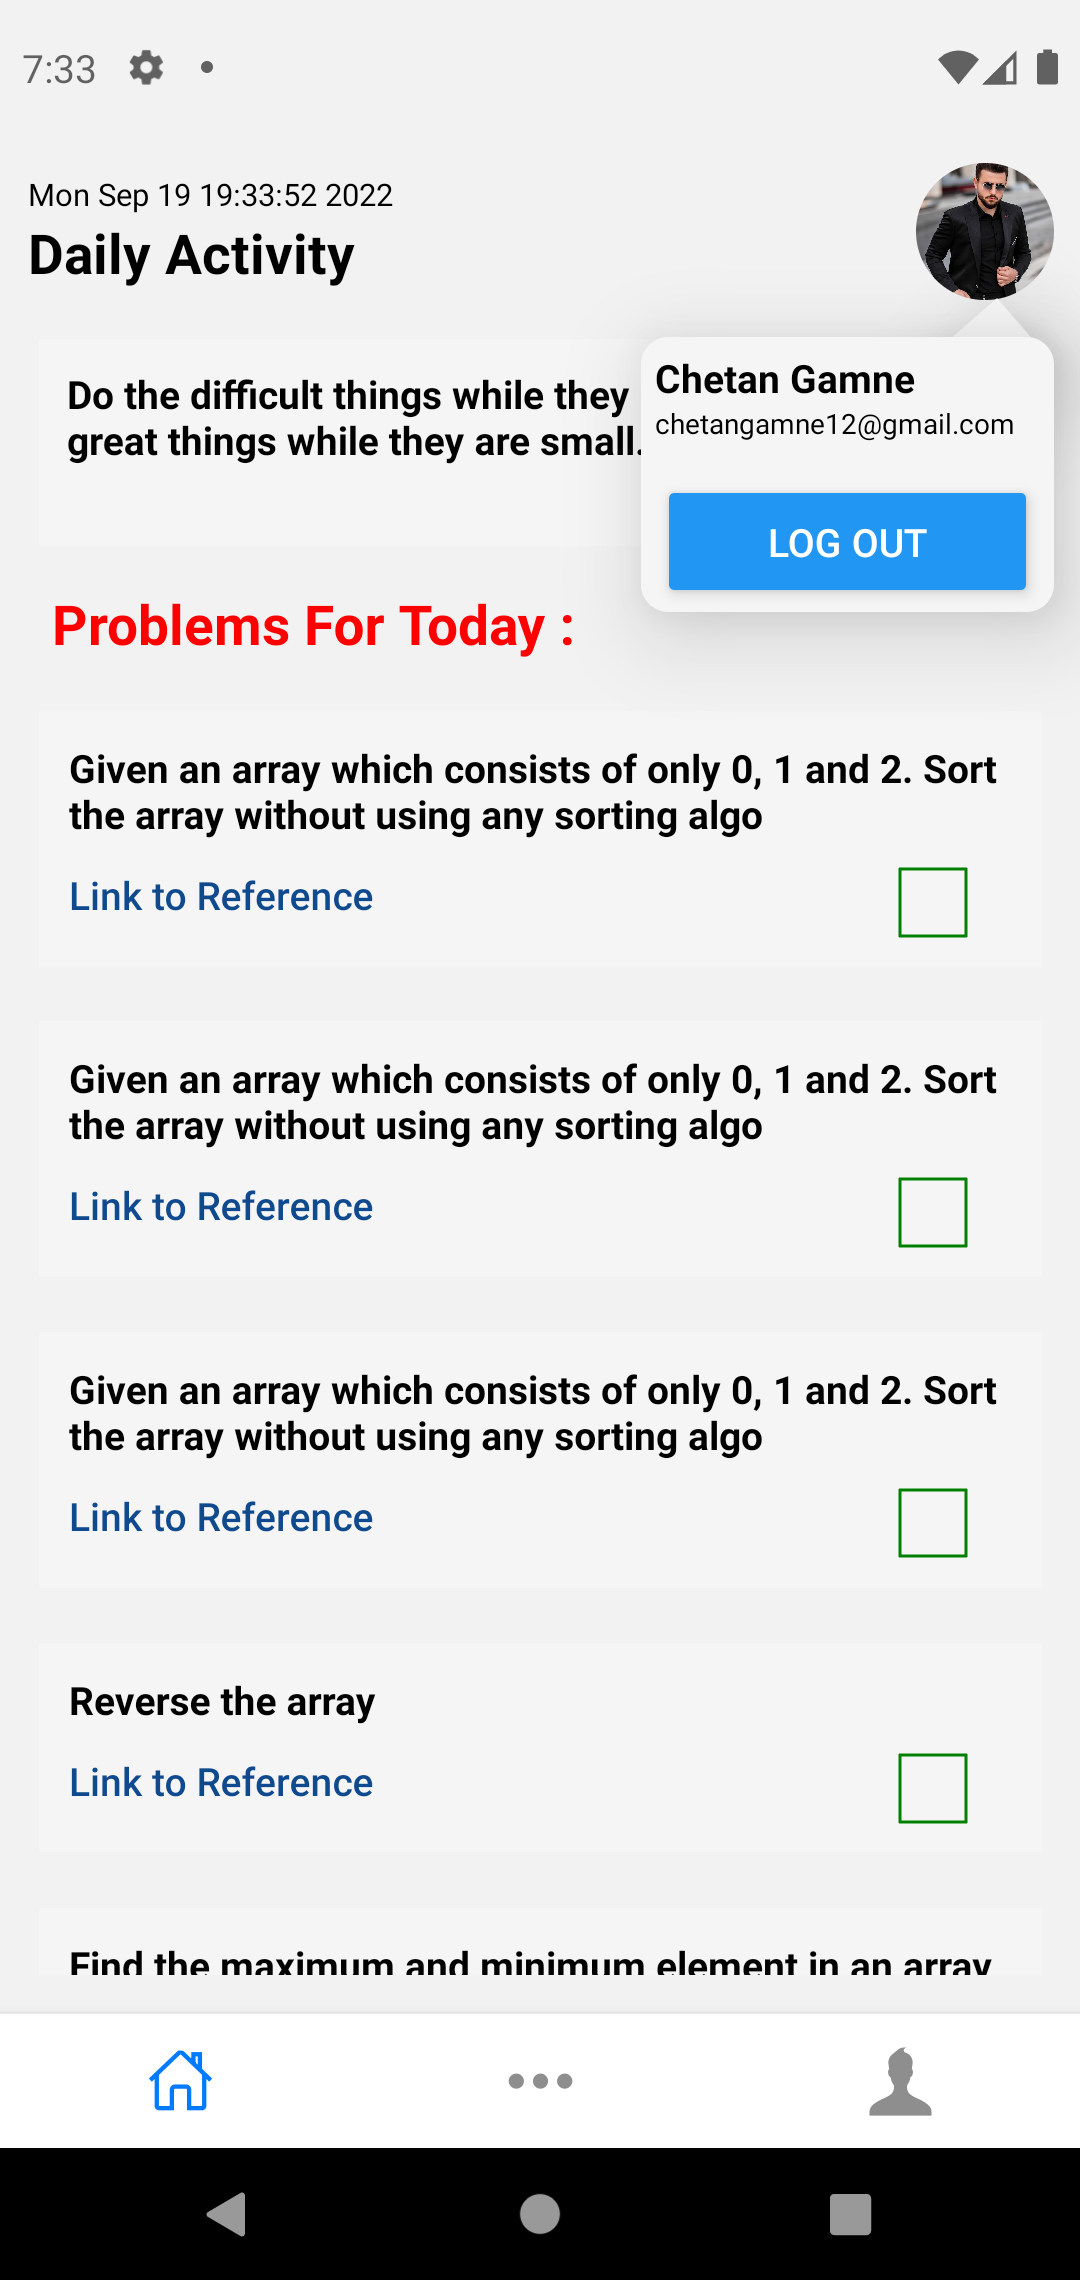 7:33
Mon Sep 19 19:33:52 2022
Daily Activity
Do the difficult things while they
great things while they are small.
Chetan Gamne
chetangamne12@gmail.com
LOG OUT
Problems For Today :
Given an array which consists of only 0, 1 and 2. Sort
the array without using any sorting algo
Link to Reference
Given an array which consists of only 0, 1 and 2. Sort
the array without using any sorting algo
Link to Reference
Given an array which consists of only 0, 1 and 2. Sort
the array without using any sorting algo
Link to Reference
Reverse the array
Link to Reference
Find the maximum and minimum element in an array